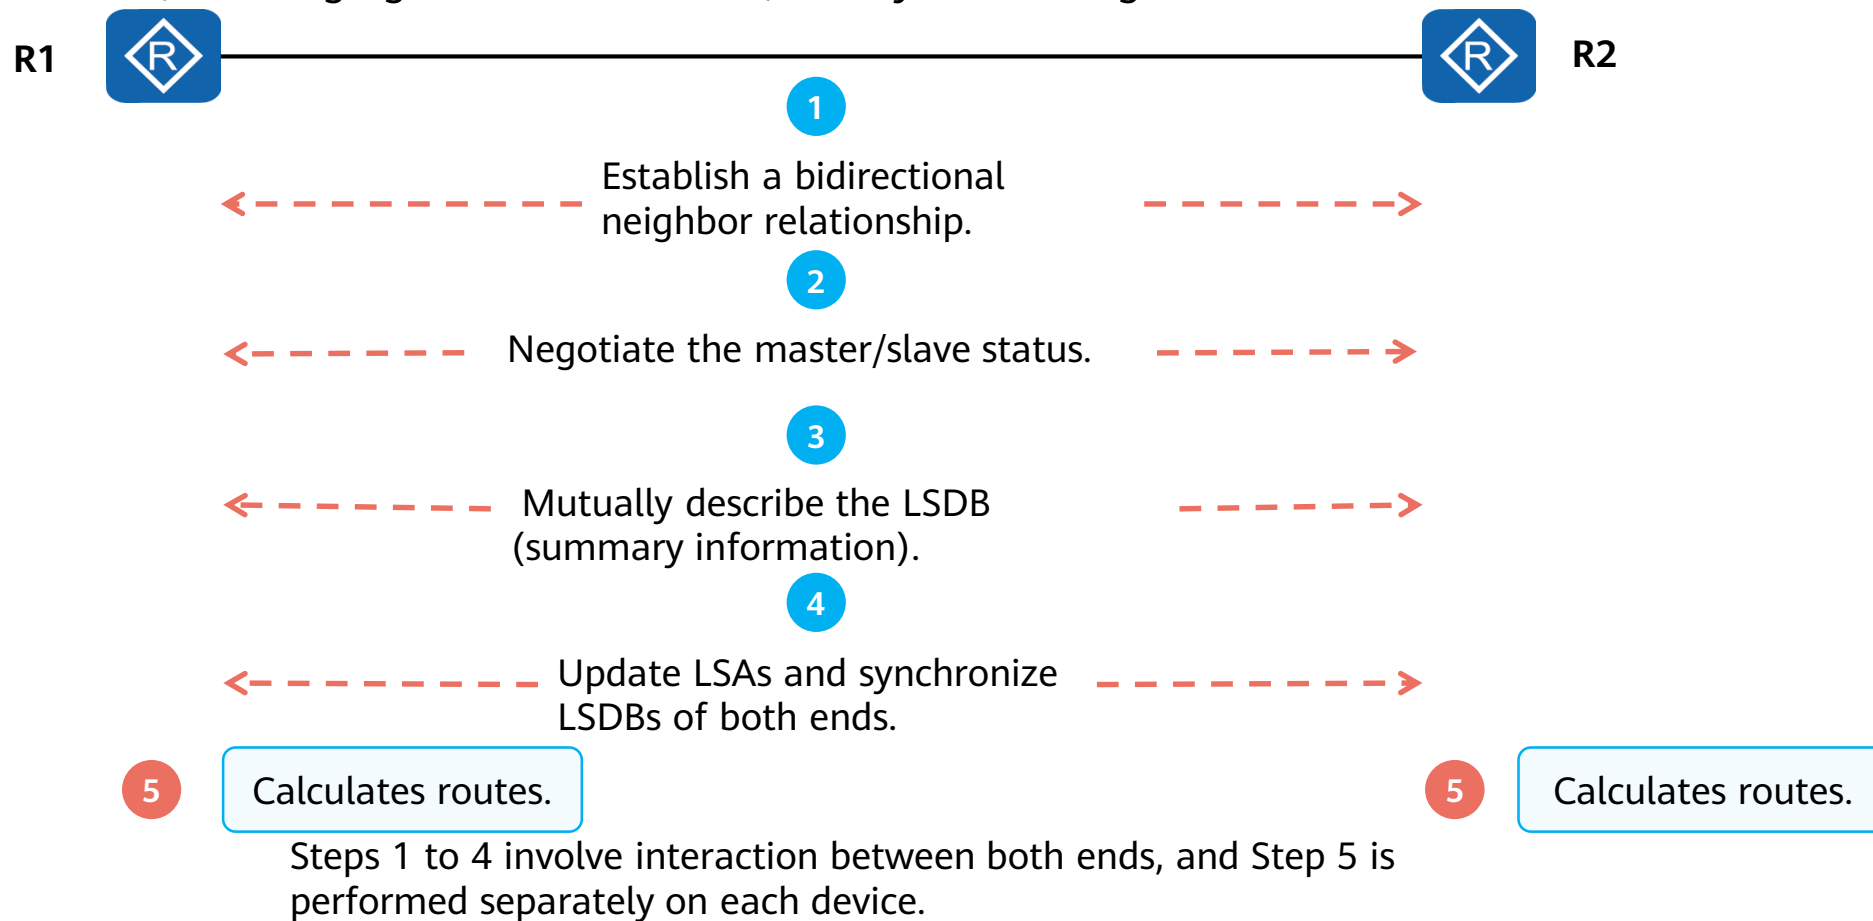 R1
R
R
R2
1
Establish a bidirectional
neighbor relationship.
2
Negotiate the master/slave status.
3
Mutually describe the LSDB
(summary information).
4
Update LSAs and synchronize
LSDBs of both ends.
5
Calculates routes.
5
Calculates routes.
Steps 1 to 4 involve interaction between both ends, and Step 5 is
performed separately on each device.